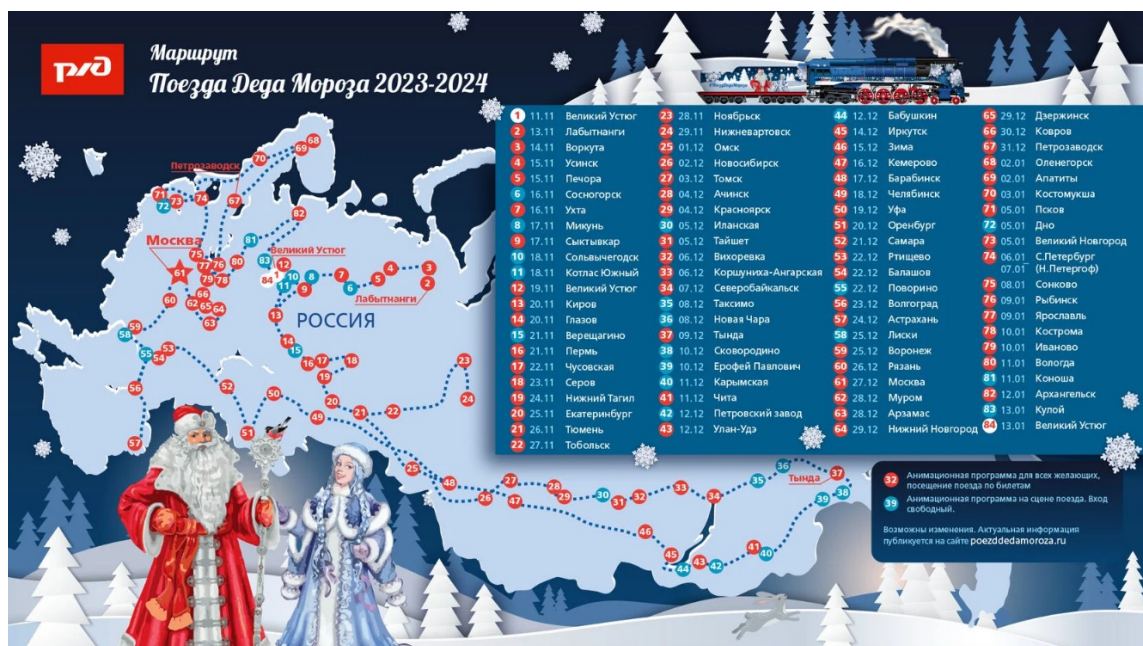 РЖД
Маршрут
Поезда Деда Мороза 2023-2024
1 11.11 Великий Устюг
2 13.11 Лабытнанги
3 14.11 Воркута
4 15.11 Усинск
5 15.11 Печора
6 16.11 Сосногорск
7 16.11 Ухта
8 17.11 Микунь
9 17.11 Сыктывкар
10 18.11 Сольвычегодск
11 18.11 Котлас Южный
12 19.11 Великий Устюг
13 20.11 Киров
14 20.11 Глазов
15 21.11 Верещагино
16 21.11 Пермь
17 22.11 Чусовская
18 23.11 Серов
19 24.11 Нижний Тагил
20 25.11 Екатеринбург
21 26.11 Тюмень
22 27.11 Тобольск
23 28.11 Ноябрьск
24 29.11 Нижневартовск
25 01.12 Омск
26 02.12 Новосибирск
27 03.12 Томск
28 04.12 Ачинск
29 04.12 Красноярск
30 05.12 Иланская
31 05.12 Тайшет
32 06.12 Вихоревка
33 06.12 Коршуниха-Ангарская
34 07.12 Северобайкальск
35 08.12 Таксимо
36 08.12 Новая Чара
37 09.12 Тында
38 10.12 Сковородино
39 10.12 Ерофей Павлович
40 11.12 Карымская
41 11.12 Чита
42 12.12 Петровский завод
43 12.12 Улан-Удэ
44 12.12 Бабушкин
45 14.12 Иркутск
46 15.12 Зима
47 16.12 Кемерово
48 17.12 Барабинск
49 18.12 Челябинск
50 19.12 Уфа
51 20.12 Оренбург
52 21.12 Самара
53 22.12 Ртищево
54 22.12 Балашов
55 22.12 Поворино
56 23.12 Волгоград
57 24.12 Астрахань
58 25.12 Лиски
59 25.12 Воронеж
60 26.12 Рязань
61 27.12 Москва
62 28.12 Муром
63 28.12 Арзамас
64 29.12 Нижний Новгород
65 29.12 Дзержинск
66 30.12 Ковров
67 31.12 Петрозаводск
68 02.01 Оленегорск
69 02.01 Апатиты
70 03.01 Костомукша
71 05.01 Псков
72 05.01 Дно
73 05.01 Великий Новгород
74 06.01 С.Петербург
07.01 (Н.Петергоф)
75 08.01 Сонково
76 09.01 Рыбинск
77 09.01 Ярославль
78 10.01 Кострома
79 10.01 Иваново
80 11.01 Вологда
81 11.01 Коноша
82 12.01 Архангельск
83 13.01 Кулой
84 13.01 Великий Устюг
Петрозаводск
Москва
Великий Устюг
Лабытнанги
РОССИЯ
Тында
32 Анимационная программа для всех желающих,
посещение поезда по билетам
39 Анимационная программа на сцене поезда. Вход
свободный.
Возможны изменения. Актуальная информация
публикуется на сайте poezddedamoroza.ru